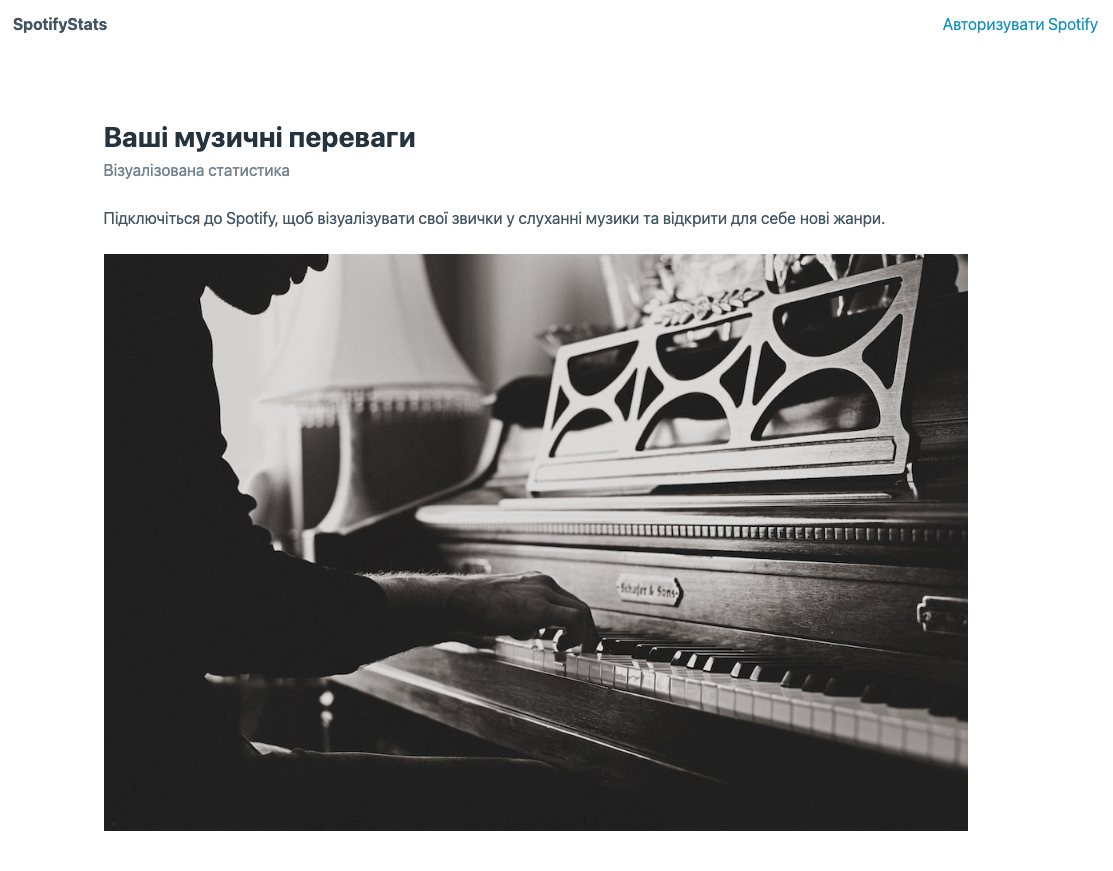 SpotifyStats
Авторизувати Spotify
Ваші музичні переваги
Візуалізована статистика
Підключіться до Spotify, щоб візуалізувати свої звички у слуханні музики та відкрити для себе нові жанри.
Schafer & Sons